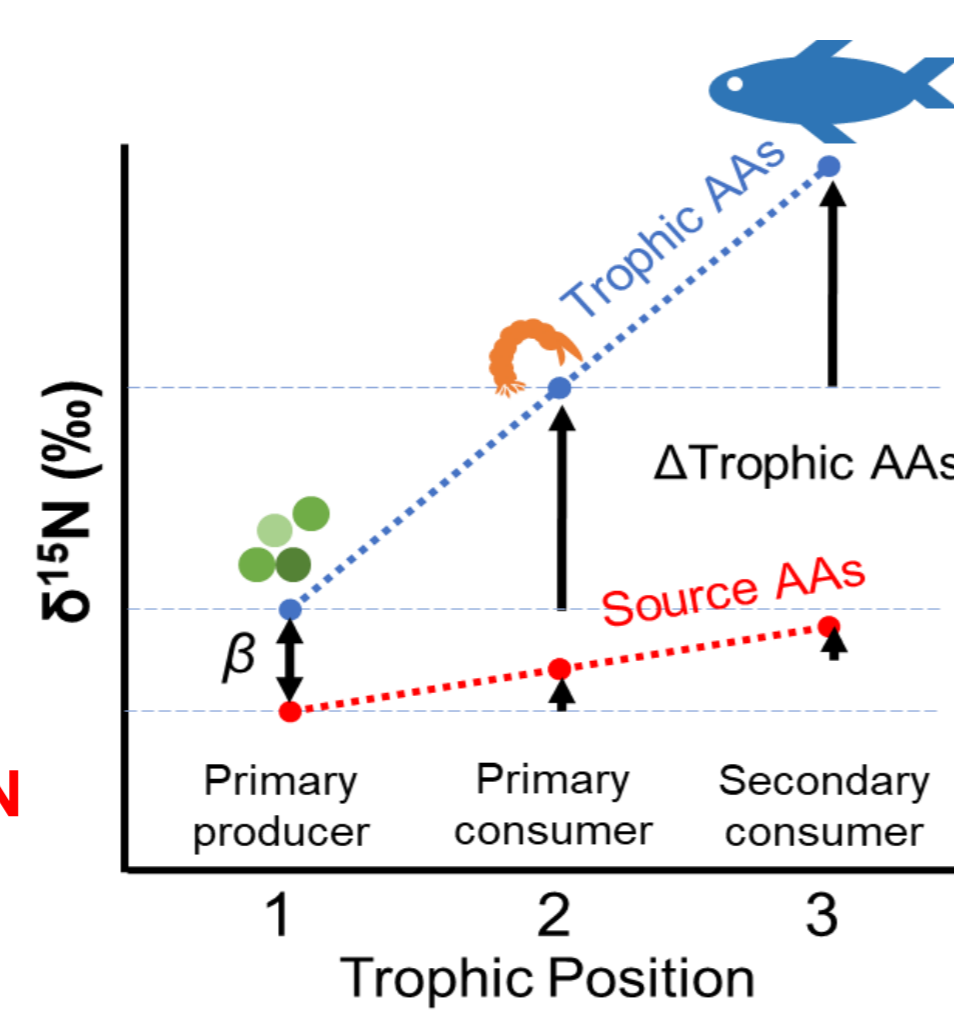 Trophic AAs
δ¹⁵N (‰)
ΔTrophic AAs
Source AAs
β
N
Primary
producer
Primary
consumer
Secondary
consumer
1
2
3
Trophic Position